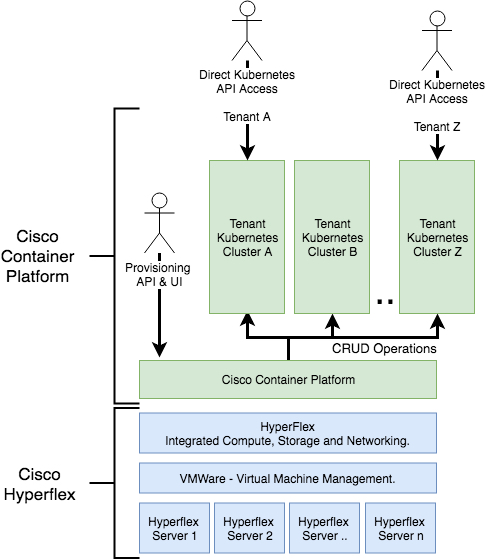 Direct Kubernetes
API Access
Tenant A
Direct Kubernetes
API Access
Tenant Z
Cisco
Container
Platform
Provisioning
API & UI
Tenant
Kubernetes
Cluster A
Tenant
Kubernetes
Cluster B
..
Tenant
Kubernetes
Cluster Z
CRUD Operations
Cisco Container Platform
Cisco
Hyperflex
HyperFlex
Integrated Compute, Storage and Networking.
VMWare - Virtual Machine Management.
Hyperflex
Server 1
Hyperflex
Server 2
Hyperflex
Server ..
Hyperflex
Server n